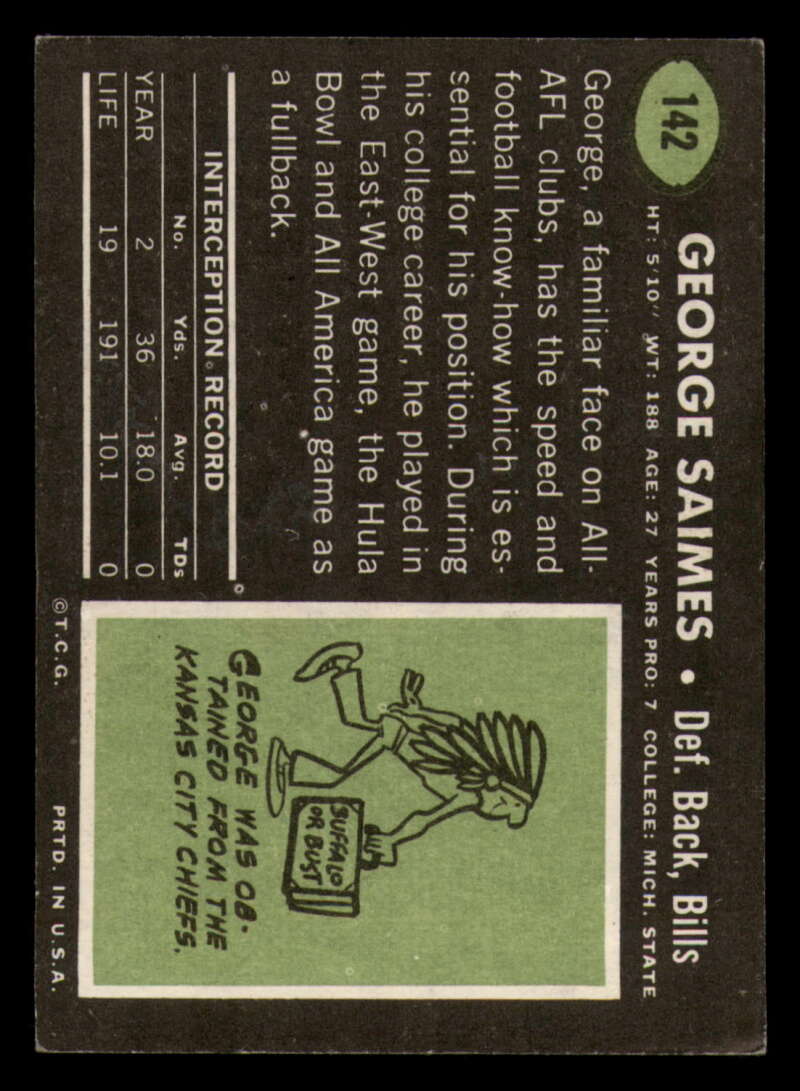 142
GEORGE SAIMES • Def. Back, Bills
HT: 5'10" WT: 188 AGE: 27 YEARS PRO: 7 COLLEGE: MICH. STATE
George, a familiar face on All-
AFL clubs, has the speed and
football know-how which is es-
sential for his position. During
his college career, he played in
the East-West game, the Hula
Bowl and All America game as
a fullback.
INTERCEPTION RECORD
No. Yds. Avg. TDs
YEAR 2 36 18.0 0
LIFE 19 191 10.1 0
BUFFALO
OR BUST
GEORGE WAS OB-
TAINED FROM THE
KANSAS CITY CHIEFS.
©T.C.G. PRTD. IN U.S.A.